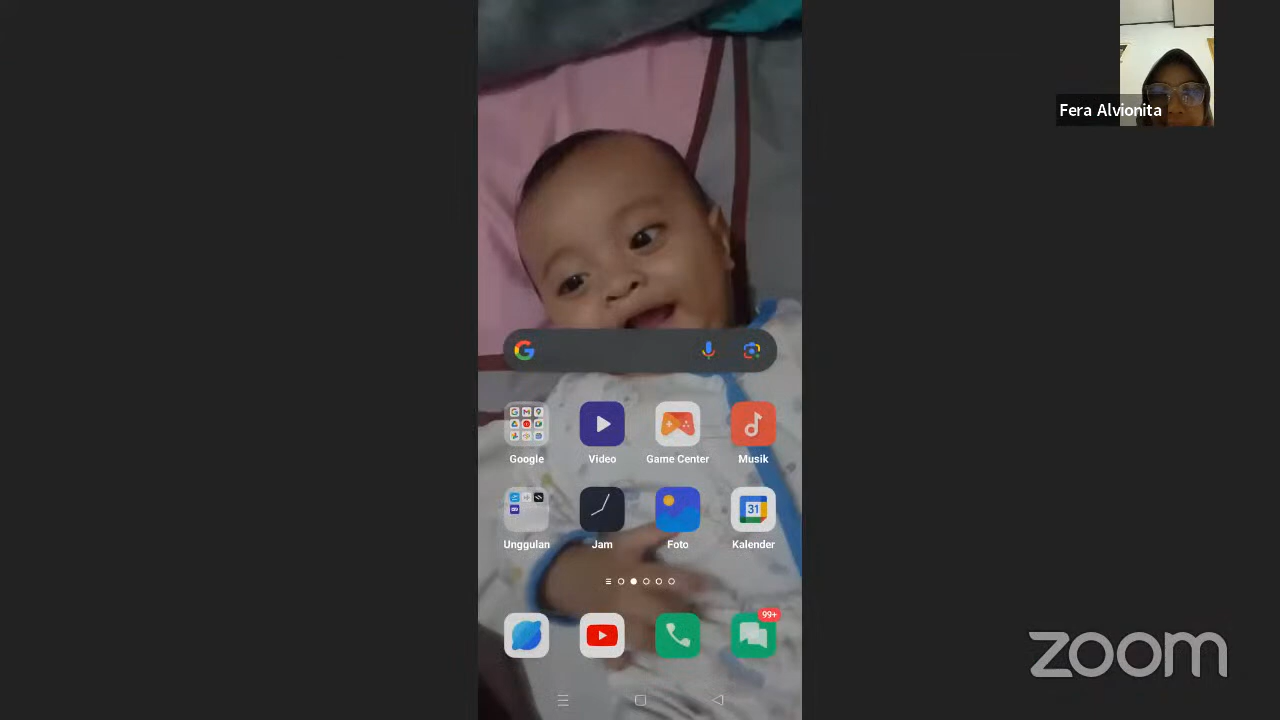 Fera Alvionita
Google
Video
Game Center
Musik
31
Unggulan
Jam
Foto
Kalender
99+
zoom